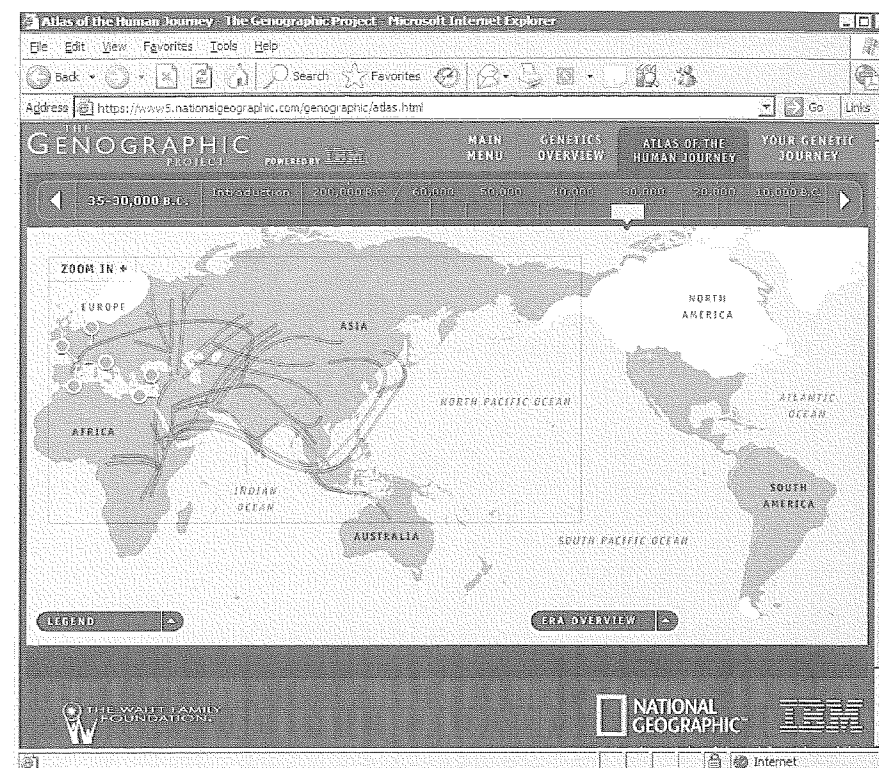 Atlas of the Human Journey - The Genographic Project - Microsoft Internet Explorer
File Edit View Favorites Tools Help
Back Search Favorites
Address https://www5.nationalgeographic.com/genographic/atlas.html Go Links
THE
GENOGRAPHIC
PROJECT POWERED BY IBM
MAIN MENU
GENETICS OVERVIEW
ATLAS OF THE HUMAN JOURNEY
YOUR GENETIC JOURNEY
35-30,000 B.C. Introduction 200,000 B.C. 60,000 50,000 40,000 30,000 20,000 10,000 B.C.
ZOOM IN +
EUROPE
ASIA
NORTH
AMERICA
NORTH PACIFIC OCEAN
ATLANTIC
OCEAN
AFRICA
INDIAN
OCEAN
SOUTH
AMERICA
AUSTRALIA
SOUTH PACIFIC OCEAN
LEGEND
ERA OVERVIEW
THE WAITT FAMILY
FOUNDATION.
NATIONAL
GEOGRAPHIC™
IBM
Internet